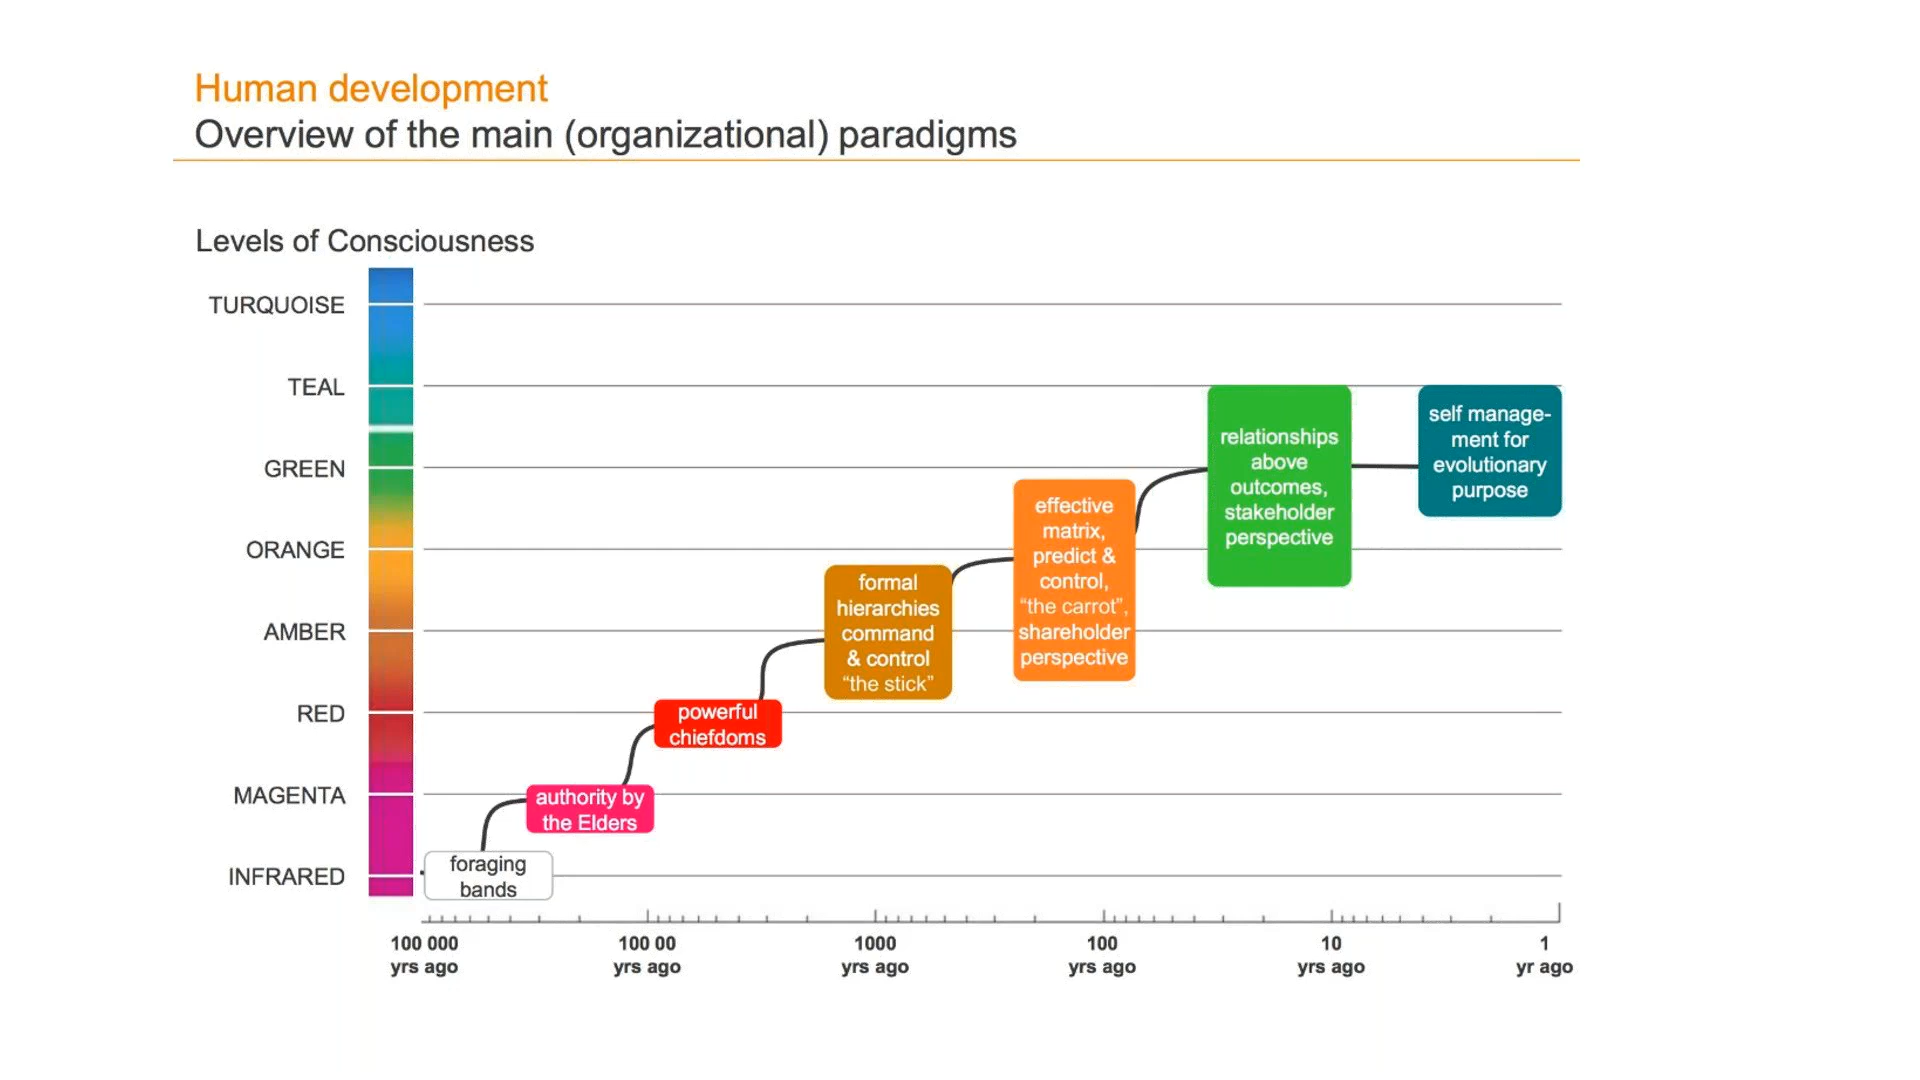 Human development
Overview of the main (organizational) paradigms
Levels of Consciousness
TURQUOISE
TEAL
GREEN
ORANGE
AMBER
RED
MAGENTA
INFRARED
foraging
bands
authority by
the Elders
powerful
chiefdoms
formal
hierarchies
command
& control
“the stick”
effective
matrix,
predict &
control,
“the carrot”,
shareholder
perspective
relationships
above
outcomes,
stakeholder
perspective
self manage-
ment for
evolutionary
purpose
100 000
yrs ago
100 00
yrs ago
1000
yrs ago
100
yrs ago
10
yrs ago
1
yr ago